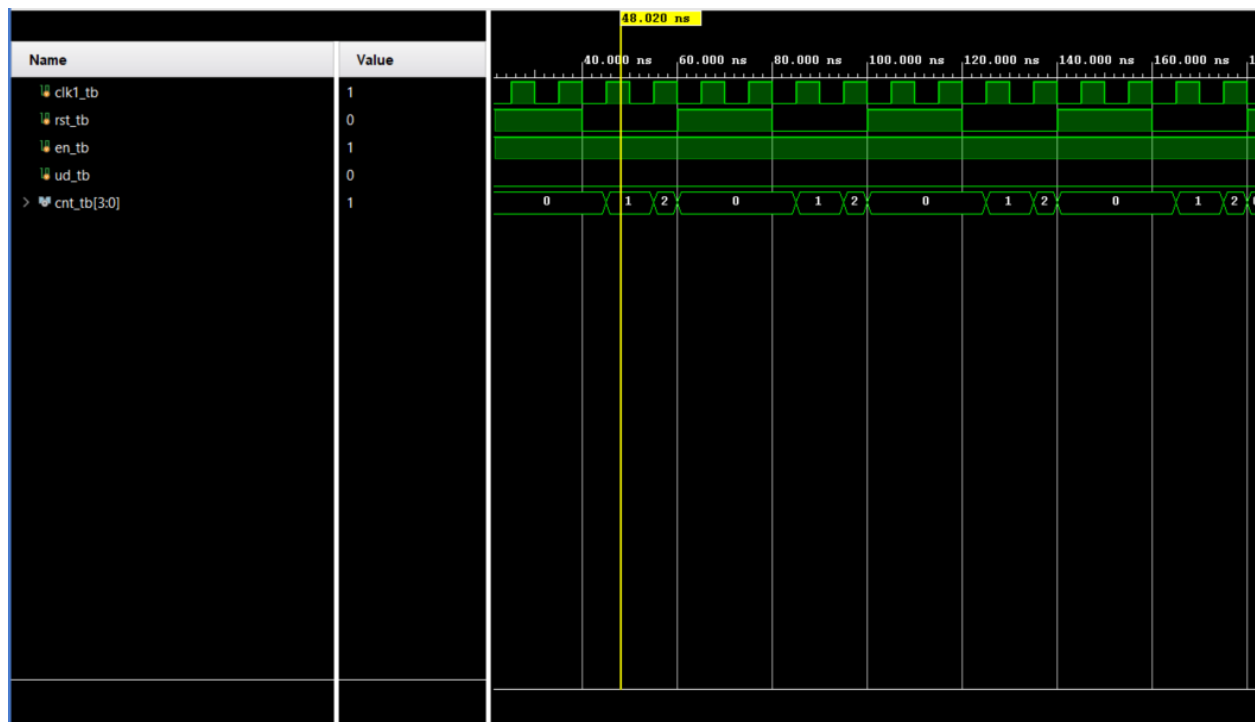 48.020 ns
Name Value
40.000 ns 60.000 ns 80.000 ns 100.000 ns 120.000 ns 140.000 ns 160.000 ns
clk1_tb 1
rst_tb 0
en_tb 1
ud_tb 0
cnt_tb[3:0] 1 0 1 2 0 1 2 0 1 2 0 1 2